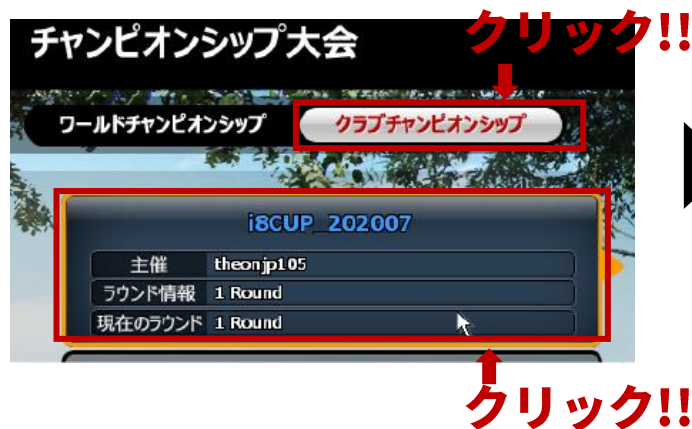 チャンピオンシップ大会
クリック!!
ワールドチャンピオンシップ
クラブチャンピオンシップ
i8CUP_202007
主催 theonjp105
ラウンド情報 1 Round
現在のラウンド 1 Round
クリック!!